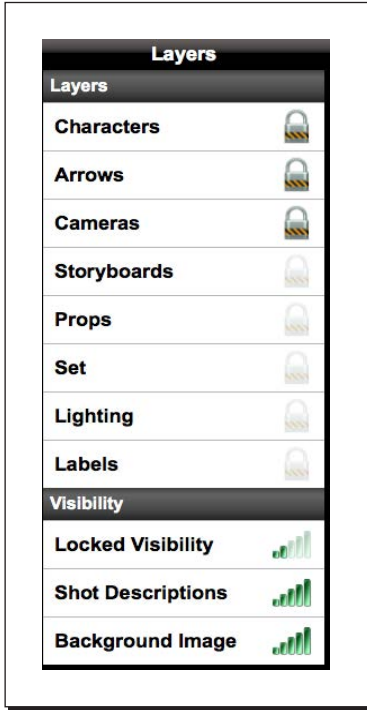 Layers
Layers
Characters
Arrows
Cameras
Storyboards
Props
Set
Lighting
Labels
Visibility
Locked Visibility
Shot Descriptions
Background Image